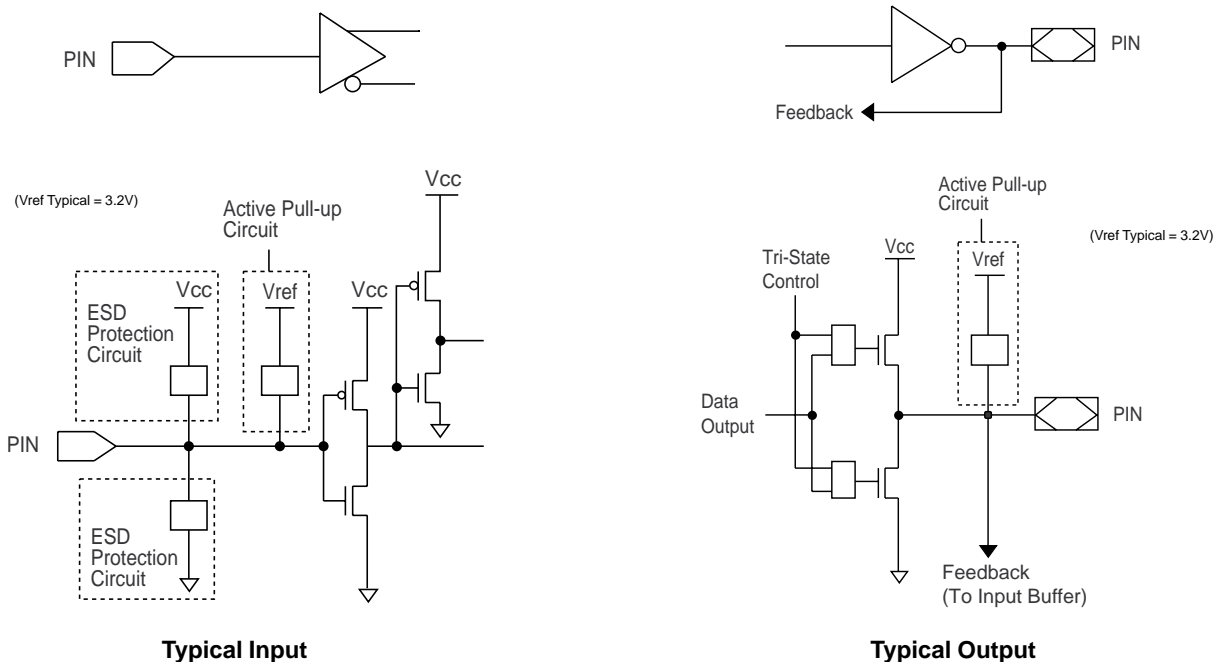 PIN
PIN
Feedback
(Vref Typical = 3.2V)
Active Pull-up
Circuit
Vcc
ESD
Protection
Circuit
Vcc
Vref
Vcc
PIN
ESD
Protection
Circuit
Typical Input
Active Pull-up
Circuit
(Vref Typical = 3.2V)
Tri-State
Control
Vcc
Vref
Data
Output
PIN
Feedback
(To Input Buffer)
Typical Output